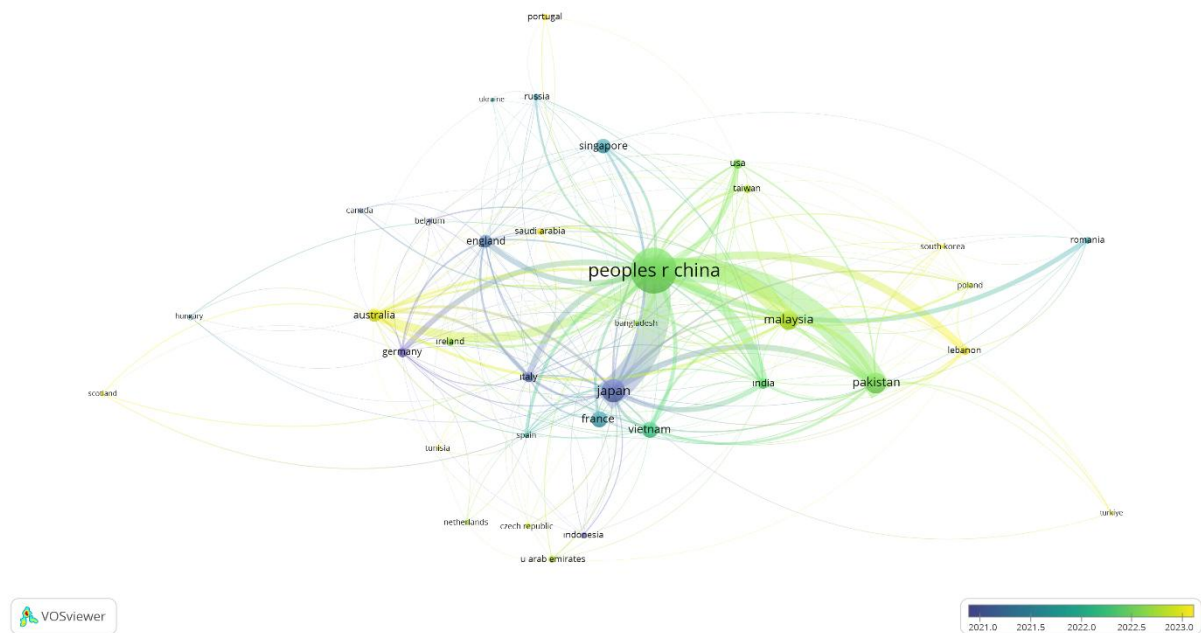 portugal
ukraine
russia
singapore
usa
taiwan
canada
belgium
england
saudi arabia
south korea
romania
peoples r china
poland
hungary
australia
bangladesh
malaysia
ireland
germany
lebanon
italy
japan
india
pakistan
scotland
france
vietnam
spain
tunisia
turkiye
netherlands
czech republic
indonesia
u arab emirates
VOSviewer
2021.0 2021.5 2022.0 2022.5 2023.0